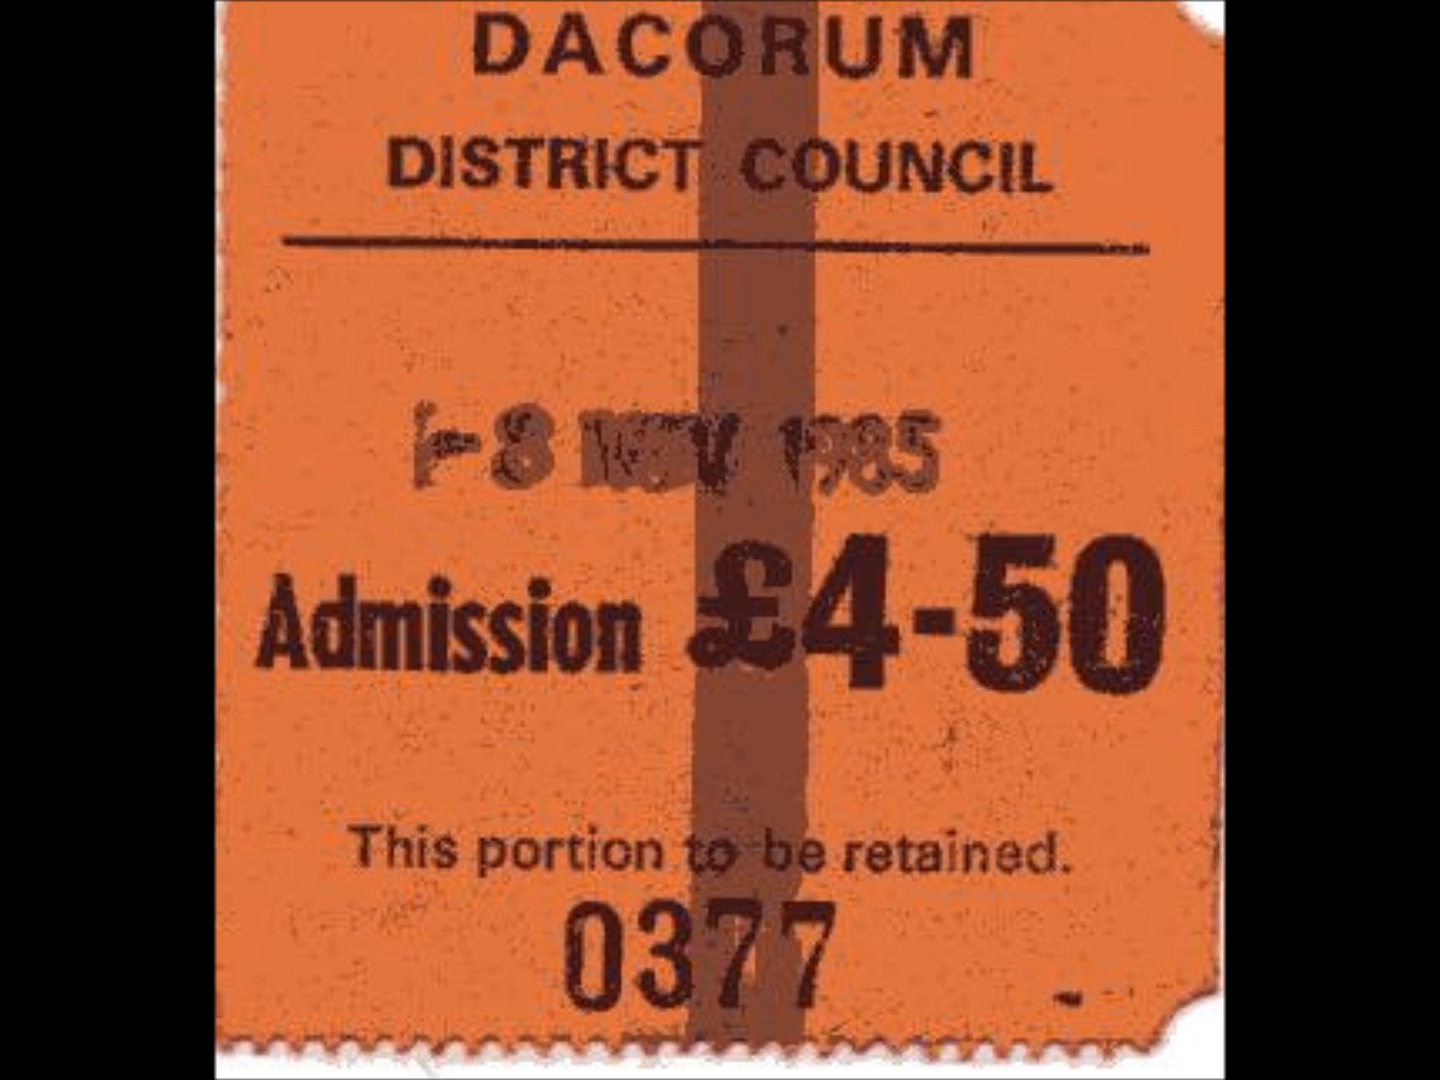 DACORUM
DISTRICT COUNCIL
-8 NOV 1985
Admission £4-50
This portion to be retained.
0377